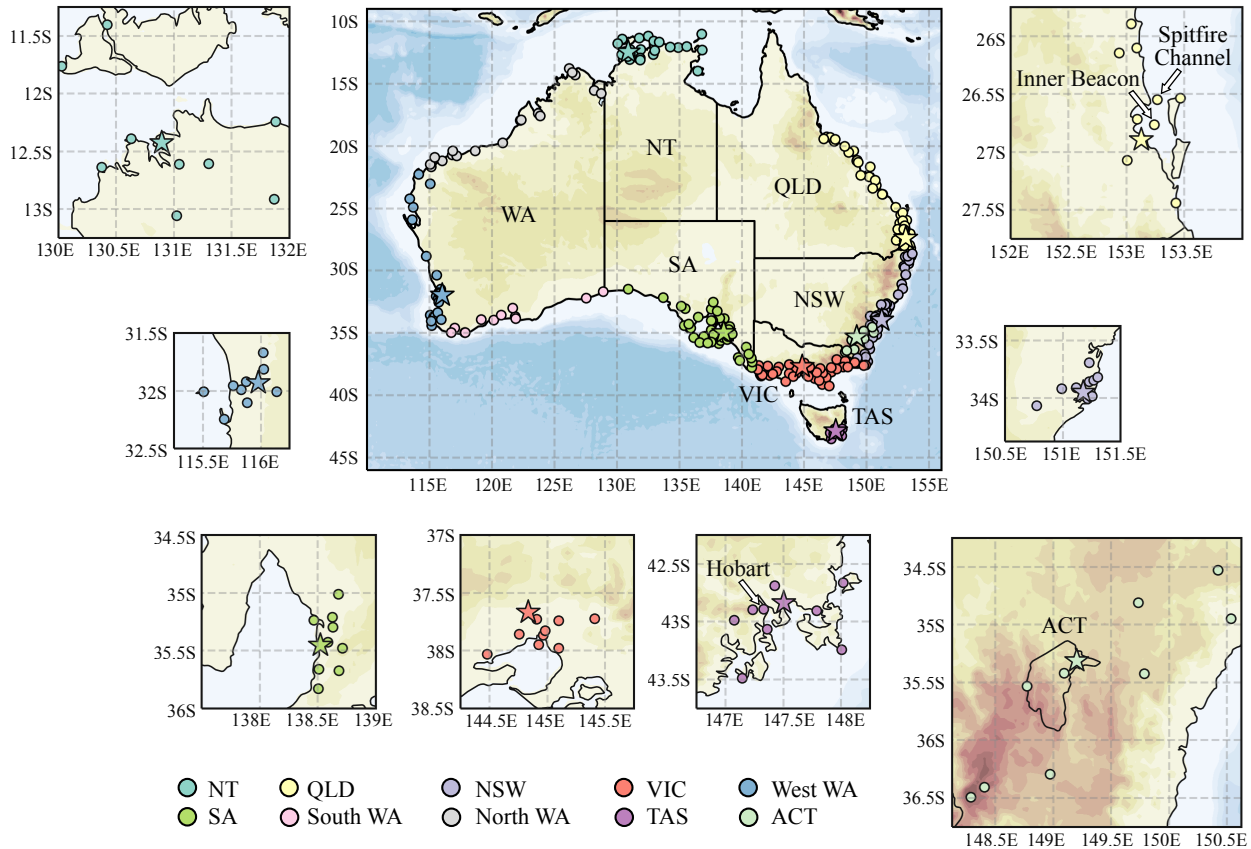 11.5S
12S
12.5S
13S
130E 130.5E 131E 131.5E 132E
10S
15S
20S
25S
30S
35S
40S
45S
115E 120E 125E 130E 135E 140E 145E 150E 155E
NT
QLD
WA
SA
NSW
VIC
TAS
26S
26.5S
27S
27.5S
152E 152.5E 153E 153.5E
Spitfire
Channel
Inner Beacon
31.5S
32S
32.5S
115.5E 116E
33.5S
34S
150.5E 151E 151.5E
34.5S
35S
35.5S
36S
138E 138.5E 139E
37S
37.5S
38S
38.5S
144.5E 145E 145.5E
42.5S
43S
43.5S
147E 147.5E 148E
Hobart
34.5S
35S
35.5S
36S
36.5S
148.5E 149E 149.5E 150E 150.5E
ACT
NT QLD NSW VIC West WA
SA South WA North WA TAS ACT